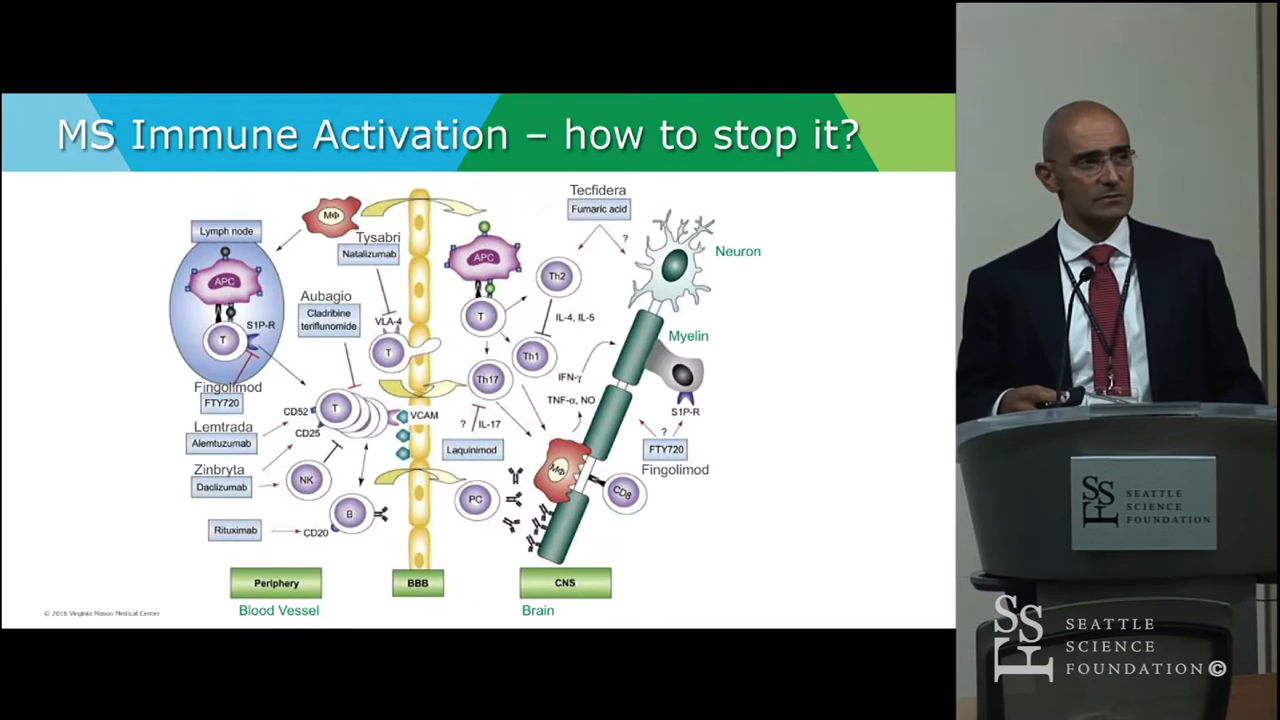 MS Immune Activation – how to stop it?
Tecfidera
Fumaric acid
?
Lymph node
MΦ
Tysabri
Natalizumab
APC
APC
Th2
Neuron
Aubagio
Cladribine
teriflunomide
S1P-R
T
VLA-4
T
T
IL-4, IL-5
Th1
Myelin
Fingolimod
FTY720
Th17
IFN-γ
TNF-α, NO
S1P-R
CD52
T
VCAM
?
IL-17
?
Lemtrada
Alemtuzumab
CD25
Laquinimod
FTY720
Fingolimod
Zinbryta
Daclizumab
NK
MΦ
CD8
PC
B
Rituximab
CD20
Periphery
BBB
CNS
Blood Vessel
Brain
© 2016 Virginia Mason Medical Center
SSF
SEATTLE
SCIENCE
FOUNDATION
SSF
SEATTLE
SCIENCE
FOUNDATION©